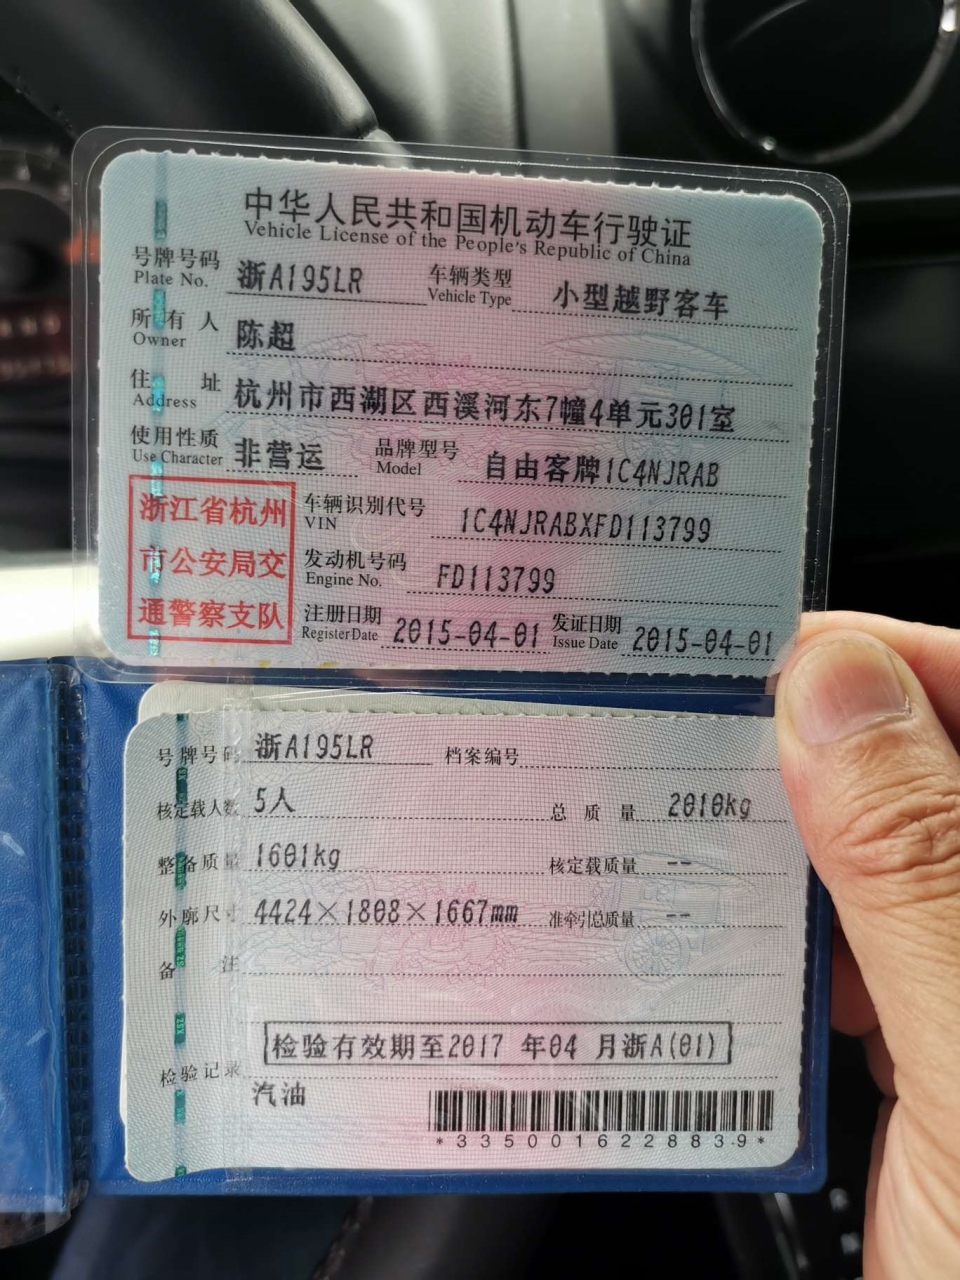 中华人民共和国机动车行驶证
Vehicle License of the People's Republic of China
号牌号码 浙A195LR 车辆类型 小型越野客车
Plate No. Vehicle Type
所有人 陈超
Owner
住址 杭州市西湖区西溪河东7幢4单元301室
Address
使用性质 非营运 品牌型号 自由客牌1C4NJRAB
Use Character Model
浙江省杭州
市公安局交
通警察支队
车辆识别代号 1C4NJRABXFD113799
VIN
发动机号码 FD113799
Engine No.
注册日期 2015-04-01 发证日期 2015-04-01
Register Date Issue Date
号牌号码 浙A195LR 档案编号
核定载人数 5人 总质量 2010kg
整备质量 1601kg 核定载质量 --
外廓尺寸 4424×1808×1667mm 准牵引总质量 --
备注
检验有效期至2017 年04 月浙A(01)
检验记录
汽油
*3350016228839*